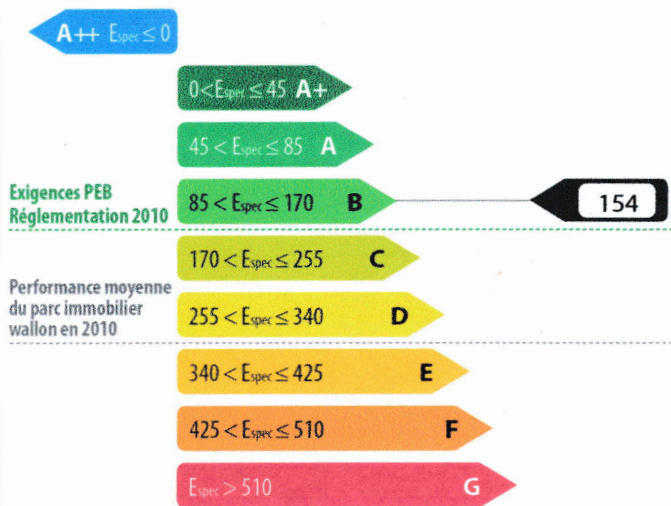 A++ Espec ≤ 0
0 < Espec ≤ 45 A+
45 < Espec ≤ 85 A
Exigences PEB
Réglementation 2010
85 < Espec ≤ 170 B
154
170 < Espec ≤ 255 C
Performance moyenne
du parc immobilier
wallon en 2010
255 < Espec ≤ 340 D
340 < Espec ≤ 425 E
425 < Espec ≤ 510 F
Espec > 510 G